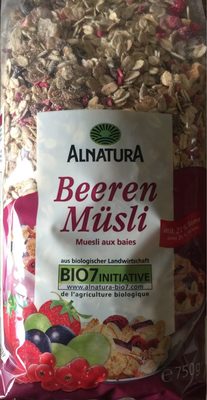 ALNATURA
Beeren
Müsli
Muesli aux baies
aus biologischer Landwirtschaft
BIO7 INITIATIVE
www.alnatura-bio7.com
de l'agriculture biologique
℮ 750g